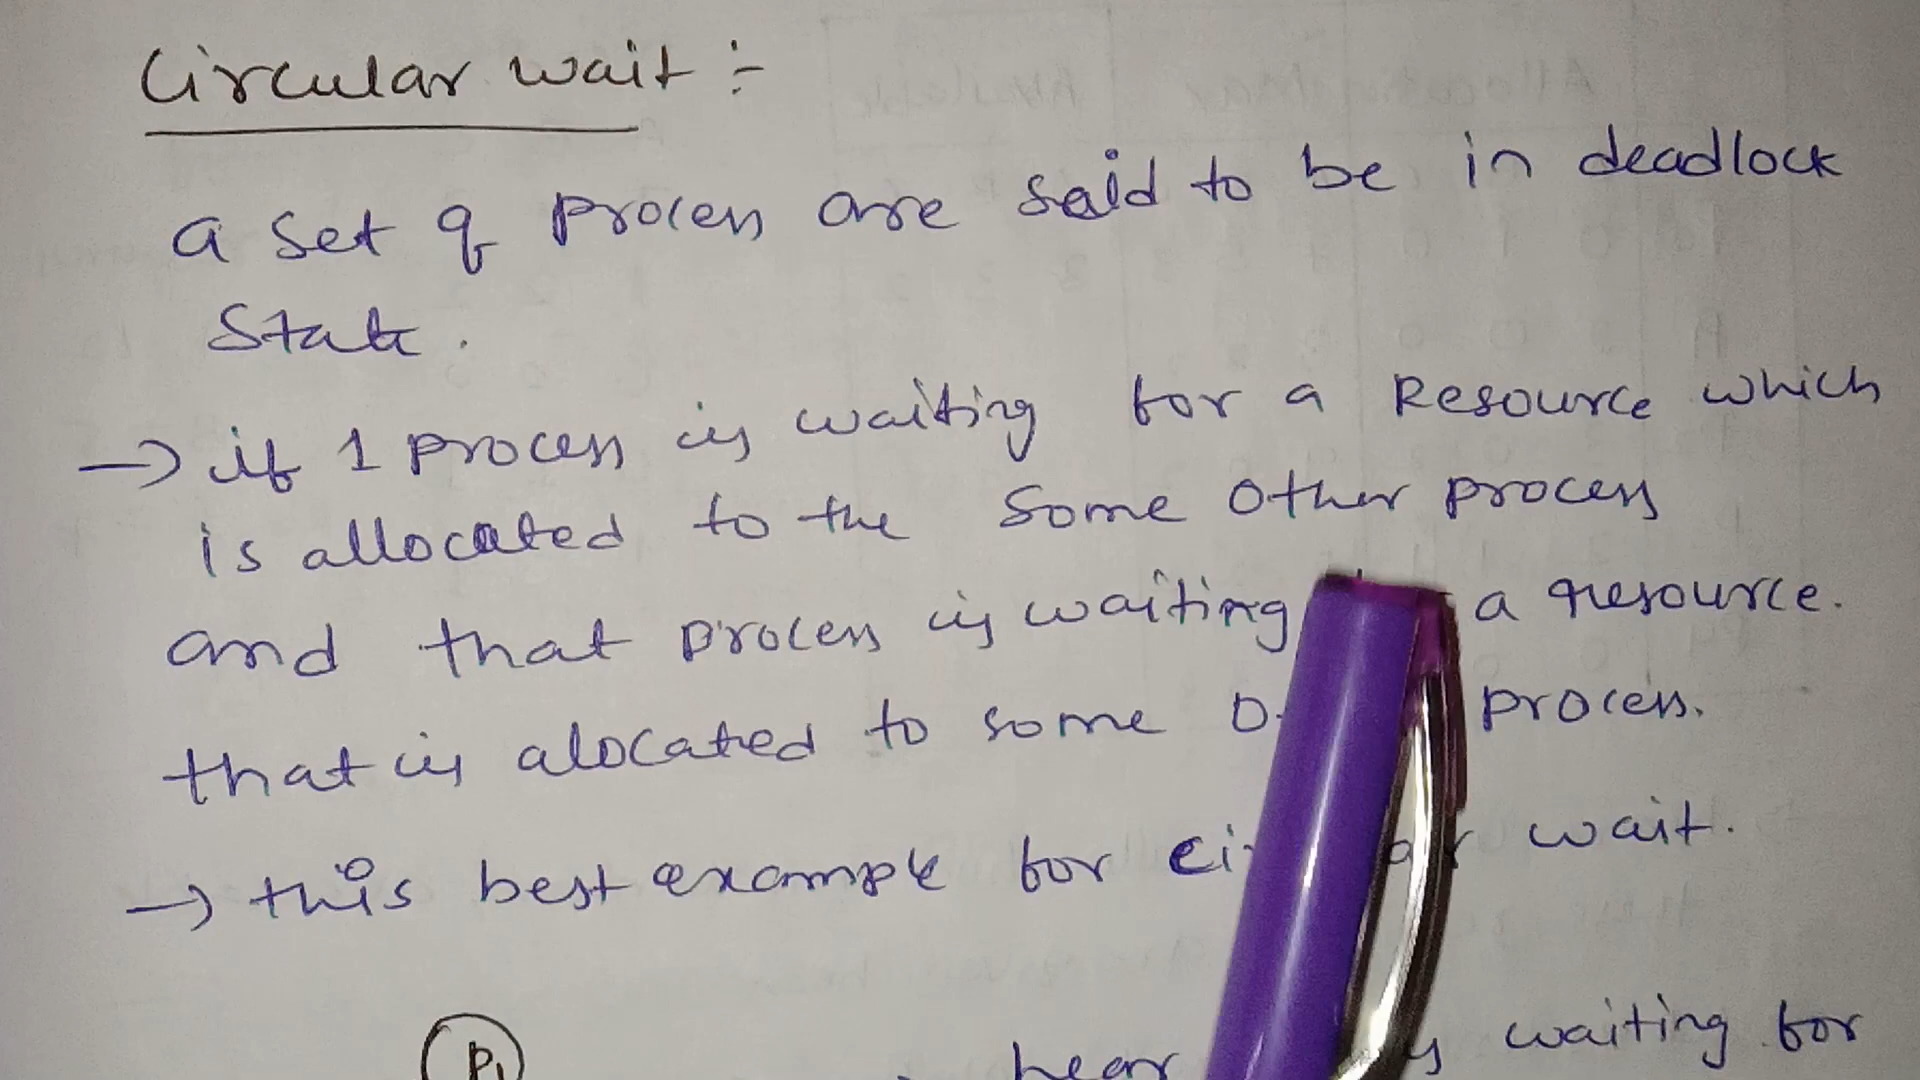 Circular wait :-
a set of process are said to be in deadlock
state.
→ if 1 process is waiting for a Resource which
is allocated to the some other process
and that process is waiting a resource.
that is alocated to some process.
→ this best example for wait.
P1
hear waiting for